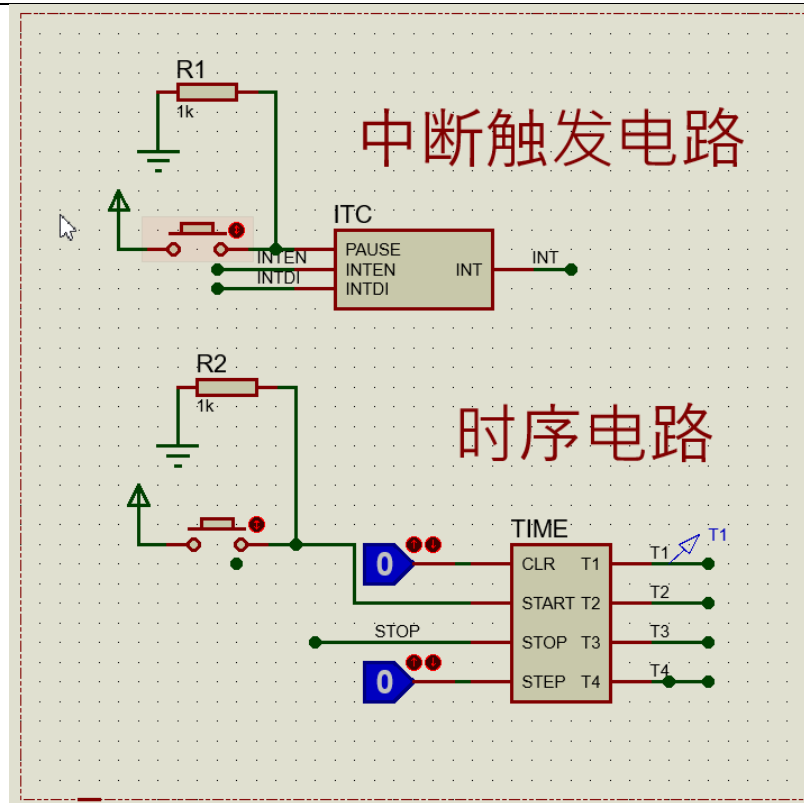 R1
1k
中断触发电路
ITC
PAUSE
INTEN
INTEN
INT
INT
INTDI
INTDI
R2
1k
时序电路
TIME
T1
T1
0
CLR
T1
START
T2
T2
STOP
STOP
T3
T3
0
STEP
T4
T4